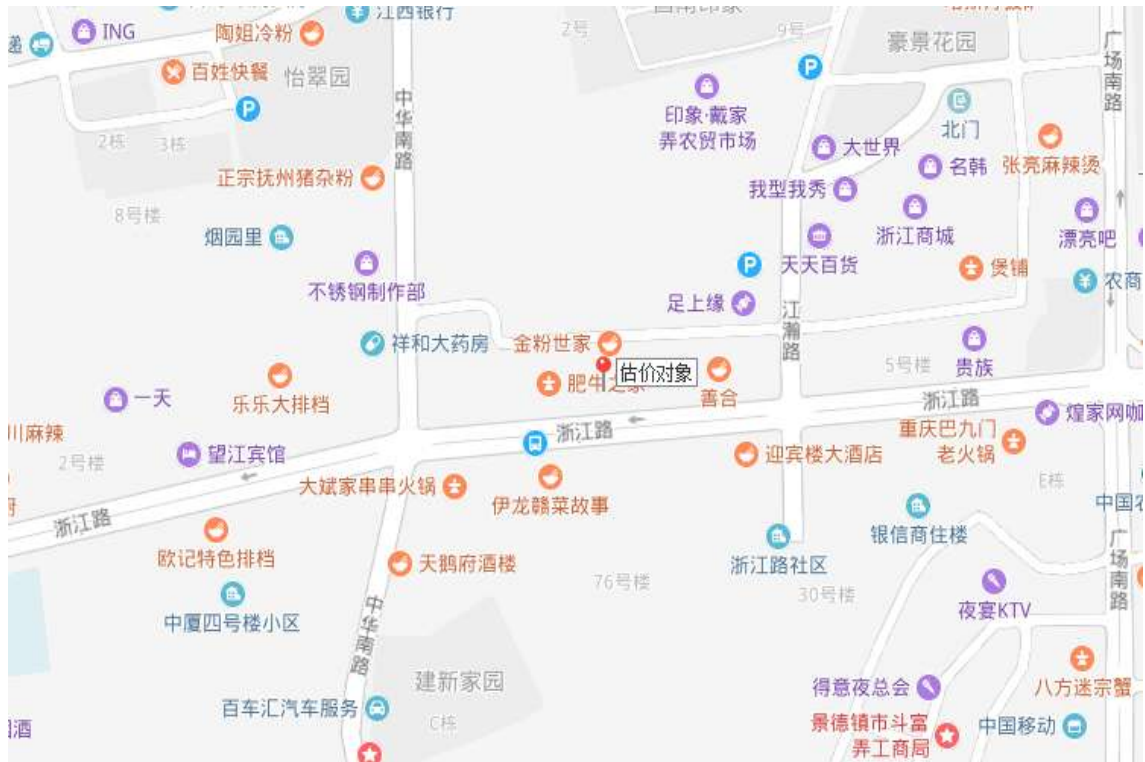 江西银行
ING
陶姐冷粉
2号
9号
豪景花园
广场南路
递
百姓快餐
怡翠园
中华南路
印象·戴家
弄农贸市场
北门
2栋
3栋
大世界
名韩
张亮麻辣烫
正宗抚州猪杂粉
我型我秀
8号楼
烟园里
浙江商城
漂亮吧
天天百货
煲铺
农商
不锈钢制作部
足上缘
江瀚路
祥和大药房
金粉世家
5号楼
贵族
估价对象
肥牛之家
善合
乐乐大排档
一天
浙江路
浙江路
煌家网咖
川麻辣
2号楼
望江宾馆
迎宾楼大酒店
重庆巴九门
老火锅
大斌家串串火锅
伊龙赣菜故事
E栋
中国农
浙江路
银信商住楼
欧记特色排档
天鹅府酒楼
浙江路社区
广场南路
76号楼
30号楼
夜宴KTV
中厦四号楼小区
中华南路
建新家园
得意夜总会
八方迷宗蟹
百车汇汽车服务
C栋
景德镇市斗富
弄工商局
中国移动
酒